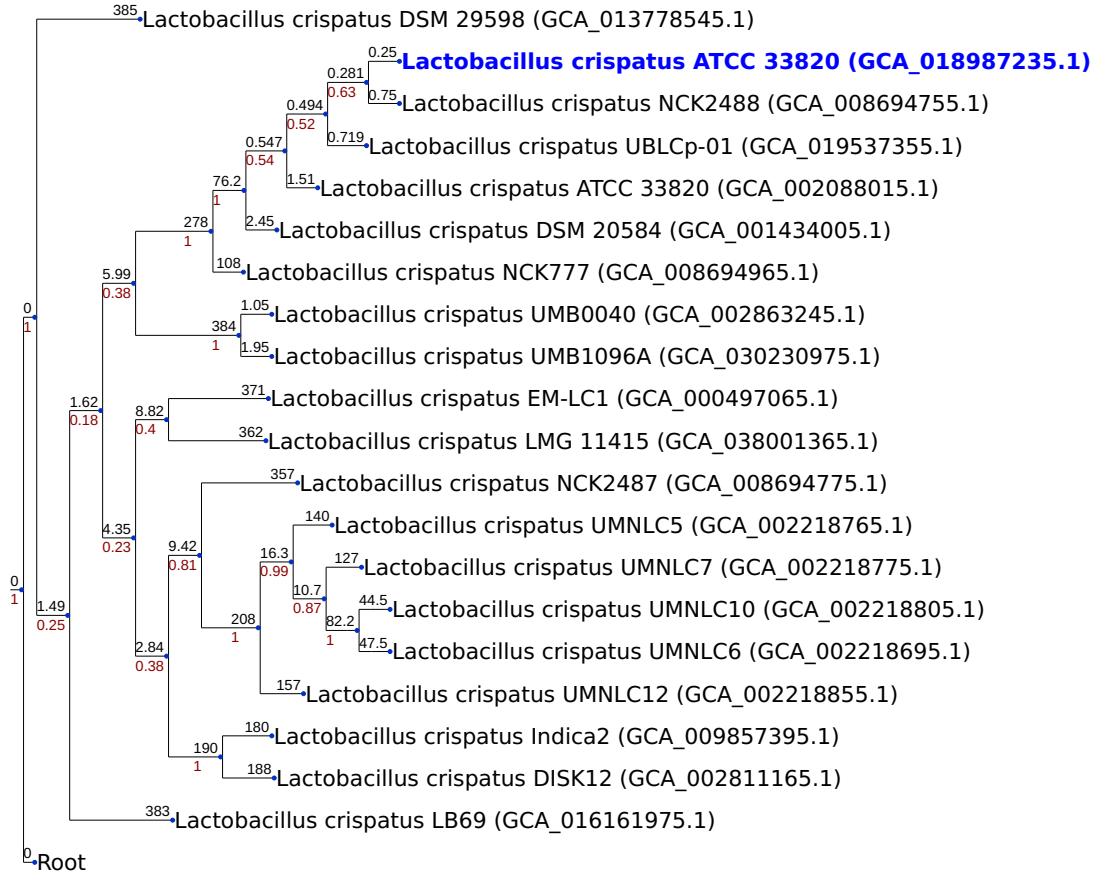 385 Lactobacillus crispatus DSM 29598 (GCA_013778545.1)
0.25 Lactobacillus crispatus ATCC 33820 (GCA_018987235.1)
0.281
0.63
0.75 Lactobacillus crispatus NCK2488 (GCA_008694755.1)
0.494
0.52
0.719 Lactobacillus crispatus UBLCp-01 (GCA_019537355.1)
0.547
0.54
1.51 Lactobacillus crispatus ATCC 33820 (GCA_002088015.1)
76.2
1
278
1
2.45 Lactobacillus crispatus DSM 20584 (GCA_001434005.1)
108 Lactobacillus crispatus NCK777 (GCA_008694965.1)
5.99
0.38
0
1
1.05 Lactobacillus crispatus UMB0040 (GCA_002863245.1)
384
1
1.95 Lactobacillus crispatus UMB1096A (GCA_030230975.1)
371 Lactobacillus crispatus EM-LC1 (GCA_000497065.1)
1.62
0.18
8.82
0.4
362 Lactobacillus crispatus LMG 11415 (GCA_038001365.1)
357 Lactobacillus crispatus NCK2487 (GCA_008694775.1)
140 Lactobacillus crispatus UMNLC5 (GCA_002218765.1)
4.35
0.23
9.42
0.81
16.3
0.99
127 Lactobacillus crispatus UMNLC7 (GCA_002218775.1)
0
1
10.7
0.87
44.5 Lactobacillus crispatus UMNLC10 (GCA_002218805.1)
1.49
0.25
208
1
82.2
1
47.5 Lactobacillus crispatus UMNLC6 (GCA_002218695.1)
2.84
0.38
157 Lactobacillus crispatus UMNLC12 (GCA_002218855.1)
180 Lactobacillus crispatus Indica2 (GCA_009857395.1)
190
1
188 Lactobacillus crispatus DISK12 (GCA_002811165.1)
383 Lactobacillus crispatus LB69 (GCA_016161975.1)
0 Root